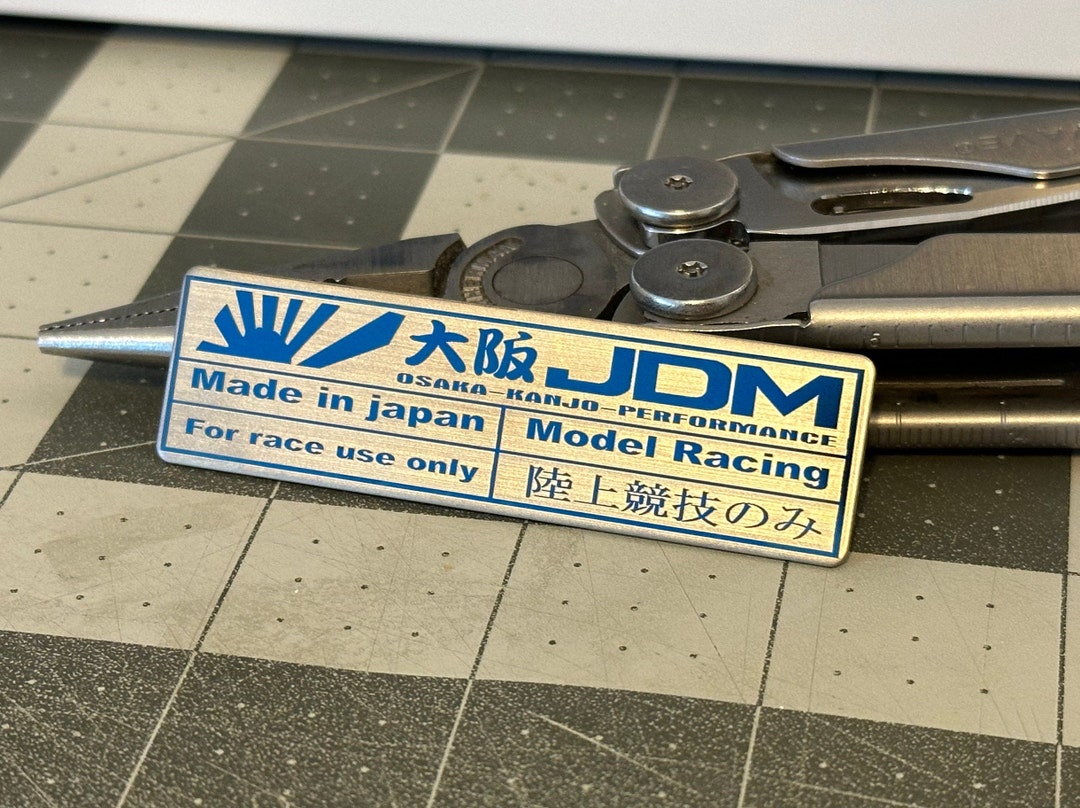 大阪 JDM
OSAKA-KANJO-PERFORMANCE
Made in japan
Model Racing
For race use only
陸上競技のみ